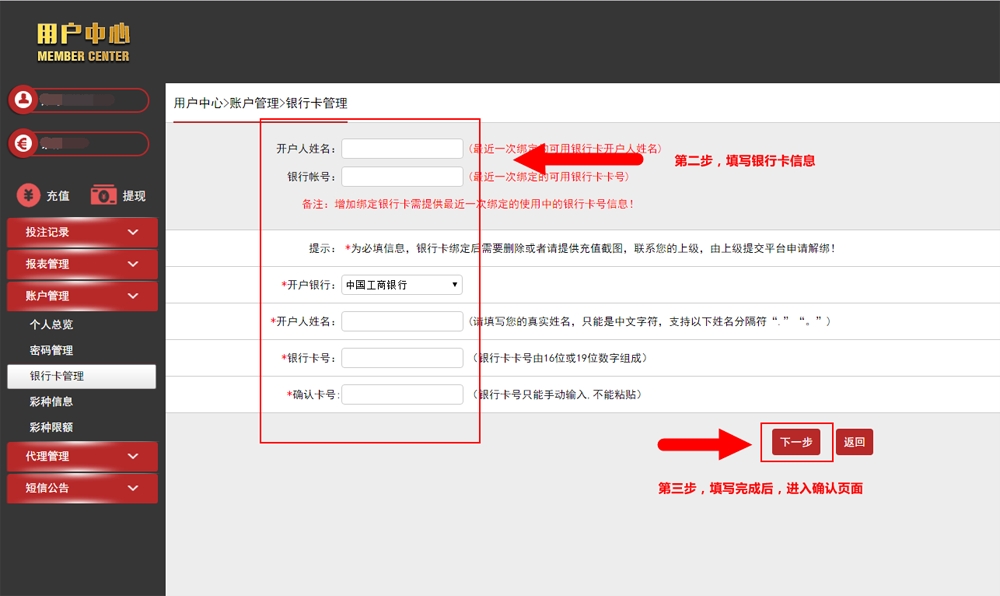 用户中心
MEMBER CENTER
充值
提现
投注记录
报表管理
账户管理
个人总览
密码管理
银行卡管理
彩种信息
彩种限额
代理管理
短信公告
用户中心>账户管理>银行卡管理
开户人姓名：
(最近一次绑定的可用银行卡开户人姓名)
银行帐号：
(最近一次绑定的可用银行卡卡号)
备注：增加绑定银行卡需提供最近一次绑定的使用中的银行卡号信息！
第二步，填写银行卡信息
提示：*为必填信息，银行卡绑定后需要删除或者请提供充值截图，联系您的上级，由上级提交平台申请解绑！
*开户银行：中国工商银行
*开户人姓名：
(请填写您的真实姓名，只能是中文字符，支持以下姓名分隔符“.”“。”)
*银行卡号：
(银行卡卡号由16位或19位数字组成)
*确认卡号：
(银行卡号只能手动输入,不能粘贴)
下一步
返回
第三步，填写完成后，进入确认页面